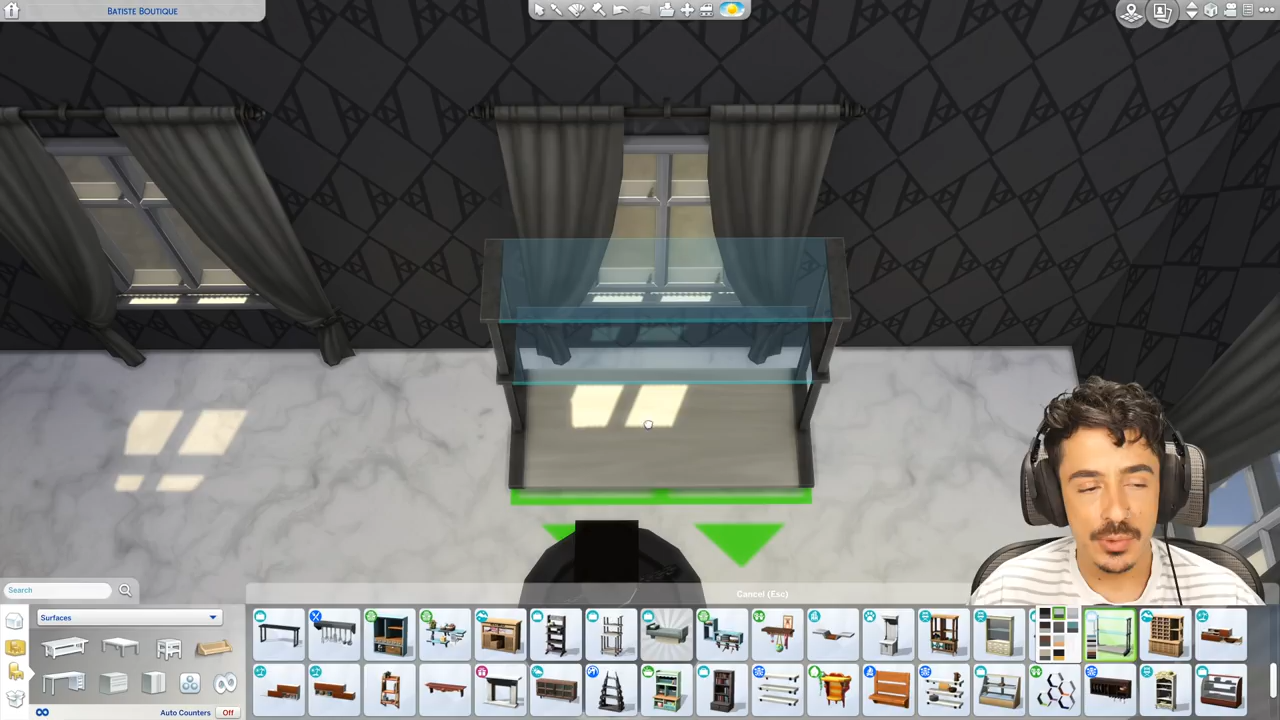 BATISTE BOUTIQUE
Cancel (Esc)
Search
Surfaces
Auto Counters Off